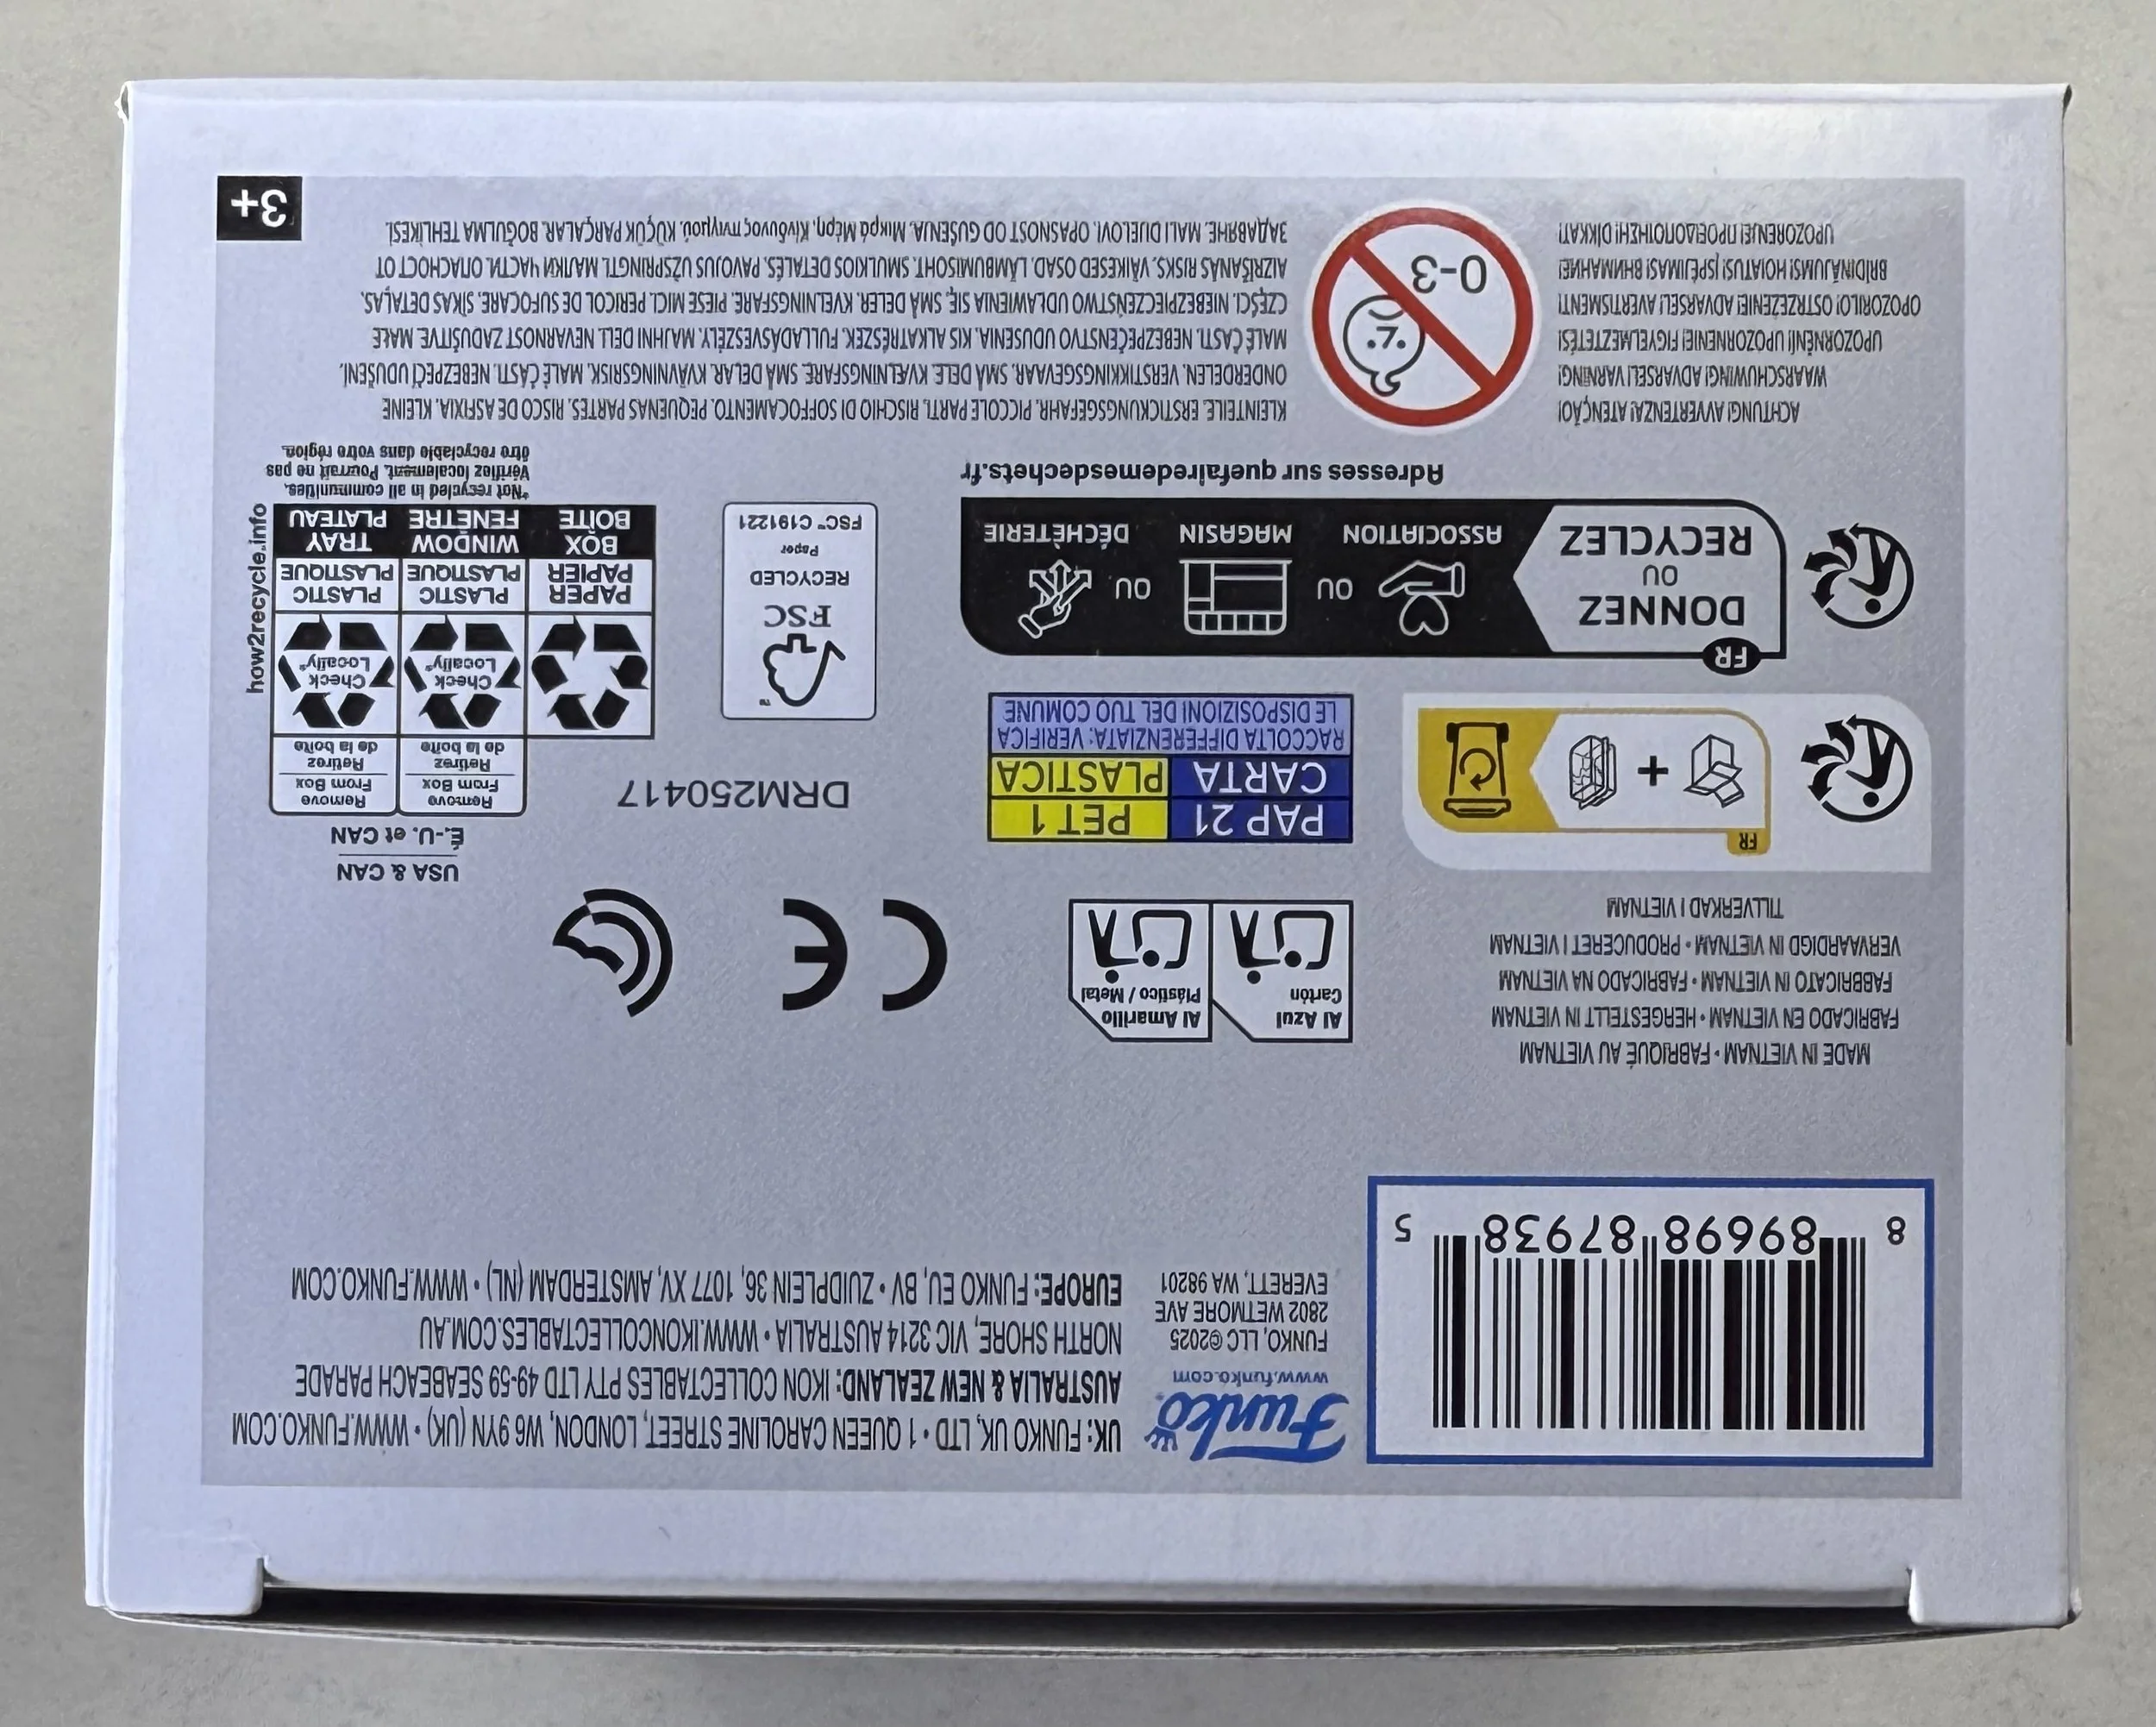 8 89698 87938 5
Funko
www.funko.com
FUNKO, LLC ©2025
2802 WETMORE AVE
EVERETT, WA 98201
UK: FUNKO UK, LTD • 1 QUEEN CAROLINE STREET, LONDON, W6 9YN (UK) • WWW.FUNKO.COM
AUSTRALIA & NEW ZEALAND: IKON COLLECTABLES PTY LTD 49-59 SEABEACH PARADE
NORTH SHORE, VIC 3214 AUSTRALIA • WWW.IKONCOLLECTABLES.COM.AU
EUROPE: FUNKO EU, BV • ZUIDPLEIN 36, 1077 XV, AMSTERDAM (NL) • WWW.FUNKO.COM
MADE IN VIETNAM • FABRIQUÉ AU VIETNAM
FABRICADO EN VIETNAM • HERGESTELLT IN VIETNAM
FABBRICATO IN VIETNAM • FABRICADO NA VIETNAM
VERVAARDIGD IN VIETNAM • PRODUCERET I VIETNAM
TILLVERKAD I VIETNAM
Al Azul
Cartón
Al Amarillo
Plástico / Metal
CE
USA & CAN
É.-U. et CAN
FR
PAP 21
PET 1
CARTA
PLASTICA
RACCOLTA DIFFERENZIATA: VERIFICA
LE DISPOSIZIONI DEL TUO COMUNE
DRM250417
Remove
From Box
Retirez
de la boîte
Remove
From Box
Retirez
de la boîte
Check
Locally*
Check
Locally*
PAPER
PAPIER
BOX
BOÎTE
PLASTIC
PLASTIQUE
WINDOW
FENÊTRE
PLASTIC
PLASTIQUE
TRAY
PLATEAU
how2recycle.info
*Not recycled in all communities.
Vérifiez localement. Pourrait ne pas
être recyclable dans votre région.
FR
DONNEZ
OU
RECYCLEZ
ASSOCIATION
OU
MAGASIN
OU
DÉCHÈTERIE
Adresses sur quefairedemesdechets.fr
™
FSC
RECYCLED
Paper
FSC™ C191221
ACHTUNG! AVVERTENZA! ATENÇÃO!
WAARSCHUWING! ADVARSEL! VARNING!
UPOZORNĚNÍ! UPOZORNENIE! FIGYELMEZTETÉS!
OPOZORILO! OSTRZEŻENIE! ADVARSEL! AVERTISMENT!
BRĪDINĀJUMS! HOIATUS! ĮSPĖJIMAS! ВНИМАНИЕ!
UPOZORENJE! ΠΡΟΕΙΔΟΠΟΙΗΣΗ! DİKKAT!
0-3
KLEINTEILE. ERSTICKUNGSGEFAHR. PICCOLE PARTI. RISCHIO DI SOFFOCAMENTO. PEQUENAS PARTES. RISCO DE ASFIXIA. KLEINE
ONDERDELEN. VERSTIKKINGSGEVAAR. SMÅ DELE. KVÆLNINGSFARE. SMÅ DELAR. KVÄVNINGSRISK. MALÉ ČÁSTI. NEBEZPEČÍ UDUŠENÍ.
MALÉ ČASTI. NEBEZPEČENSTVO UDUSENIA. KIS ALKATRÉSZEK. FULLADÁSVESZÉLY. MAJHNI DELI. NEVARNOST ZADUŠITVE. MAŁE
CZĘŚCI. NIEBEZPIECZEŃSTWO UDŁAWIENIA SIĘ. SMÅ DELER. KVELNINGSFARE. PIESE MICI. PERICOL DE SUFOCARE. SĪKAS DETAĻAS.
AIZRĪŠANĀS RISKS. VÄIKESED OSAD. LÄMBUMISOHT. SMULKIOS DETALĖS. PAVOJUS UŽSPRINGTI. МАЛКИ ЧАСТИ. ОПАСНОСТ ОТ
ЗАДАВЯНЕ. MALI DIJELOVI. OPASNOST OD GUŠENJA. Μικρά Μέρη. Κίνδυνος πνιγμού. KÜÇÜK PARÇALAR. BOĞULMA TEHLİKESİ.
3+